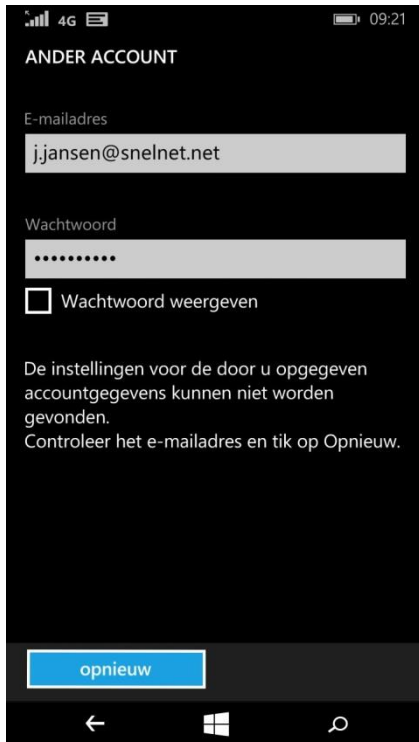 4G 09:21
ANDER ACCOUNT
E-mailadres
j.jansen@snelnet.net
Wachtwoord
••••••••••
Wachtwoord weergeven
De instellingen voor de door u opgegeven
accountgegevens kunnen niet worden
gevonden.
Controleer het e-mailadres en tik op Opnieuw.
opnieuw